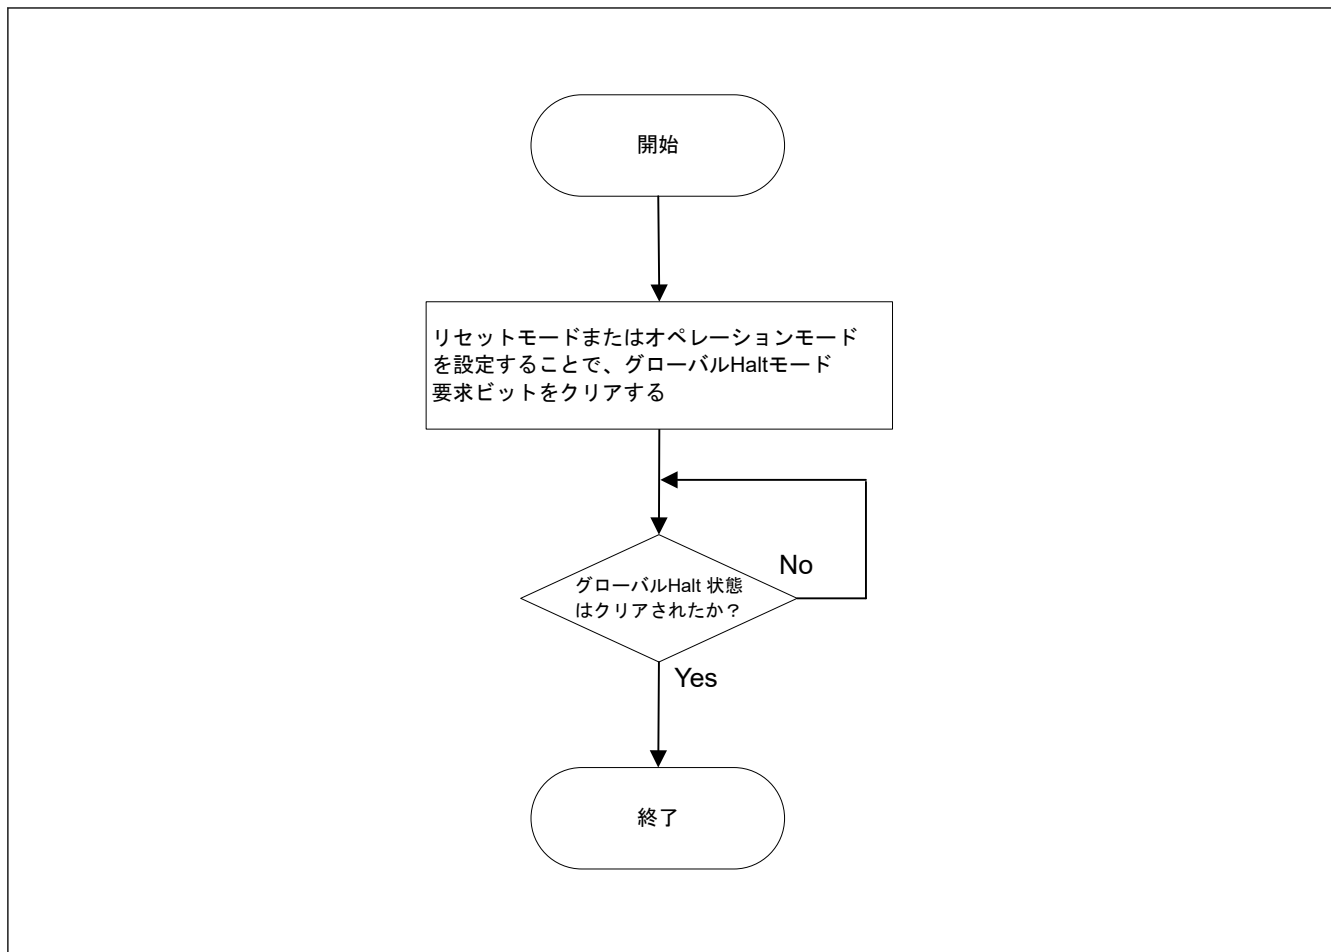 開始
リセットモードまたはオペレーションモード
を設定することで、グローバルHaltモード
要求ビットをクリアする
No
グローバルHalt 状態
はクリアされたか？
Yes
終了